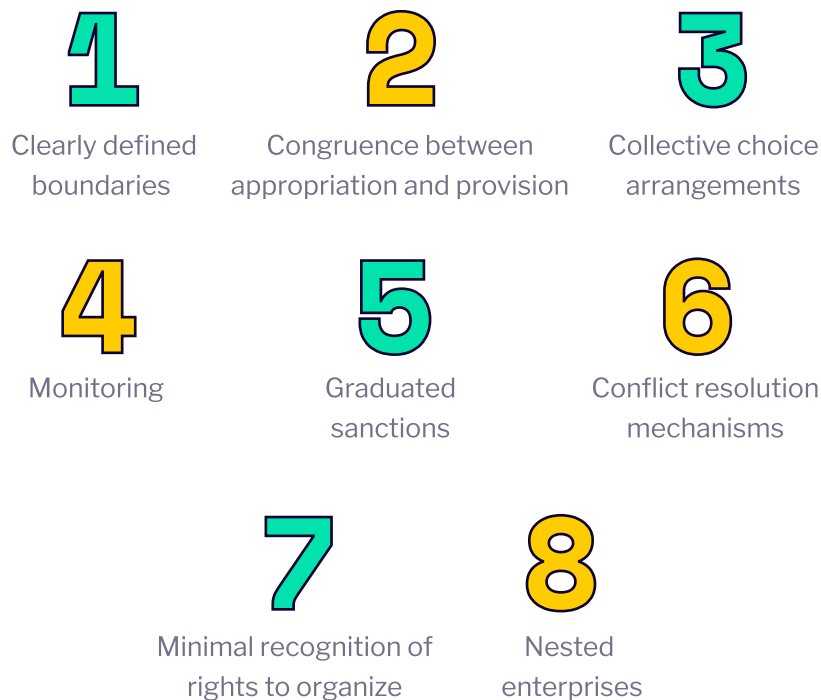 1
2
3
Clearly defined
boundaries
Congruence between
appropriation and provision
Collective choice
arrangements
4
5
6
Monitoring
Graduated
sanctions
Conflict resolution
mechanisms
7
8
Minimal recognition of
rights to organize
Nested
enterprises